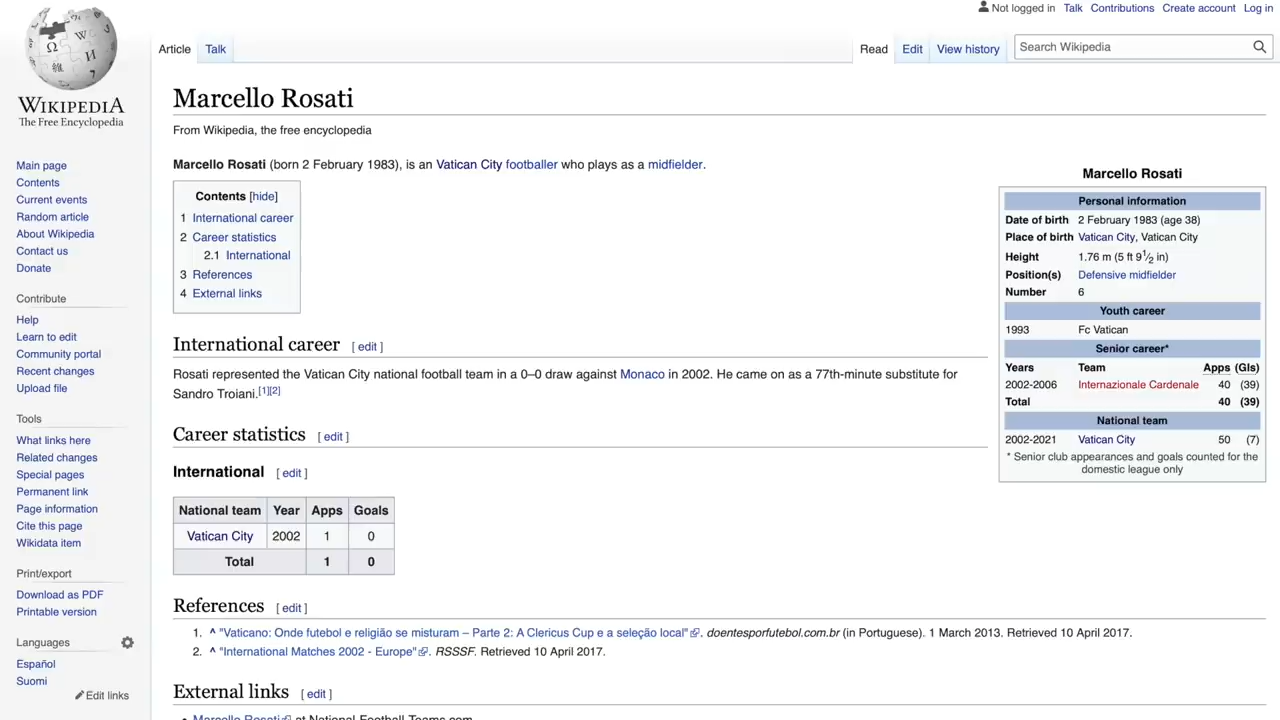 Not logged in Talk Contributions Create account Log in
Article Talk Read Edit View history Search Wikipedia
WIKIPEDIA
The Free Encyclopedia
Main page
Contents
Current events
Random article
About Wikipedia
Contact us
Donate
Contribute
Help
Learn to edit
Community portal
Recent changes
Upload file
Tools
What links here
Related changes
Special pages
Permanent link
Page information
Cite this page
Wikidata item
Print/export
Download as PDF
Printable version
Languages
Español
Suomi
Edit links
Marcello Rosati
From Wikipedia, the free encyclopedia
Marcello Rosati (born 2 February 1983), is an Vatican City footballer who plays as a midfielder.
Contents [hide]
1 International career
2 Career statistics
2.1 International
3 References
4 External links
International career [ edit ]
Rosati represented the Vatican City national football team in a 0–0 draw against Monaco in 2002. He came on as a 77th-minute substitute for
Sandro Troiani.[1][2]
Career statistics [ edit ]
International [ edit ]
National team Year Apps Goals
Vatican City 2002 1 0
Total 1 0
References [ edit ]
1. ^ "Vaticano: Onde futebol e religião se misturam – Parte 2: A Clericus Cup e a seleção local". doentesporfutebol.com.br (in Portuguese). 1 March 2013. Retrieved 10 April 2017.
2. ^ "International Matches 2002 - Europe". RSSSF. Retrieved 10 April 2017.
External links [ edit ]
• Marcello Rosati at National-Football-Teams.com
Marcello Rosati
Personal information
Date of birth 2 February 1983 (age 38)
Place of birth Vatican City, Vatican City
Height 1.76 m (5 ft 9 1⁄2 in)
Position(s) Defensive midfielder
Number 6
Youth career
1993 Fc Vatican
Senior career*
Years Team Apps (Gls)
2002-2006 Internazionale Cardenale 40 (39)
Total 40 (39)
National team
2002-2021 Vatican City 50 (7)
* Senior club appearances and goals counted for the
domestic league only